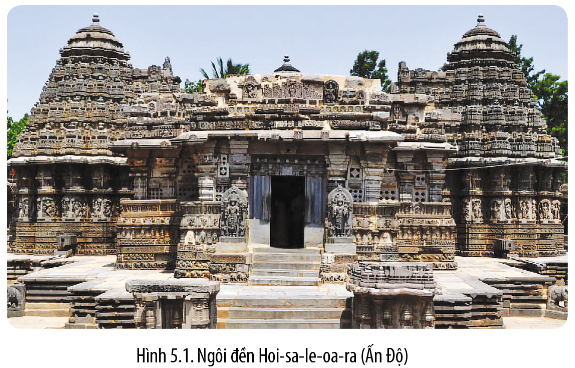 Hình 5.1. Ngôi đền Hoi-sa-le-oa-ra (Ấn Độ)